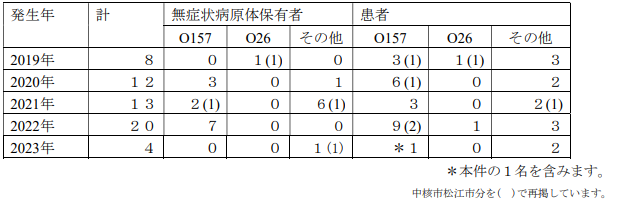 発生年 計 無症状病原体保有者 患者
O157 O26 その他 O157 O26 その他
2019年 8 0 1(1) 0 3(1) 1(1) 3
2020年 １２ 3 0 1 6(1) 0 2
2021年 １３ 2(1) 0 6(1) 3 0 2(1)
2022年 ２０ 7 0 0 9(2) 1 3
2023年 4 0 0 1（1） ＊1 0 2
＊本件の１名を含みます。
中核市松江市分を(　)で再掲しています。